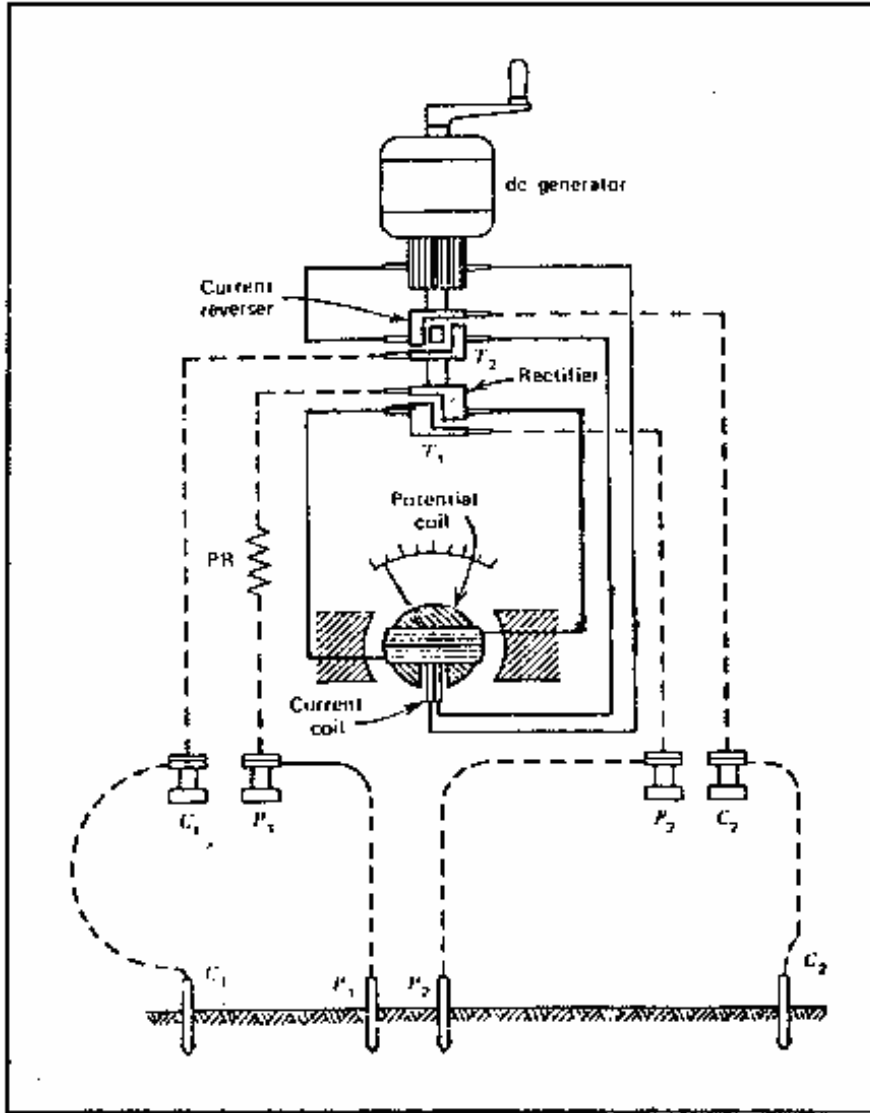 dc generator
Current
reverser
T₂
Rectifier
T₁
Potential
coil
PR
Current
coil
C₁
P₁
P₂
C₂
C₁
P₁
P₂
C₂